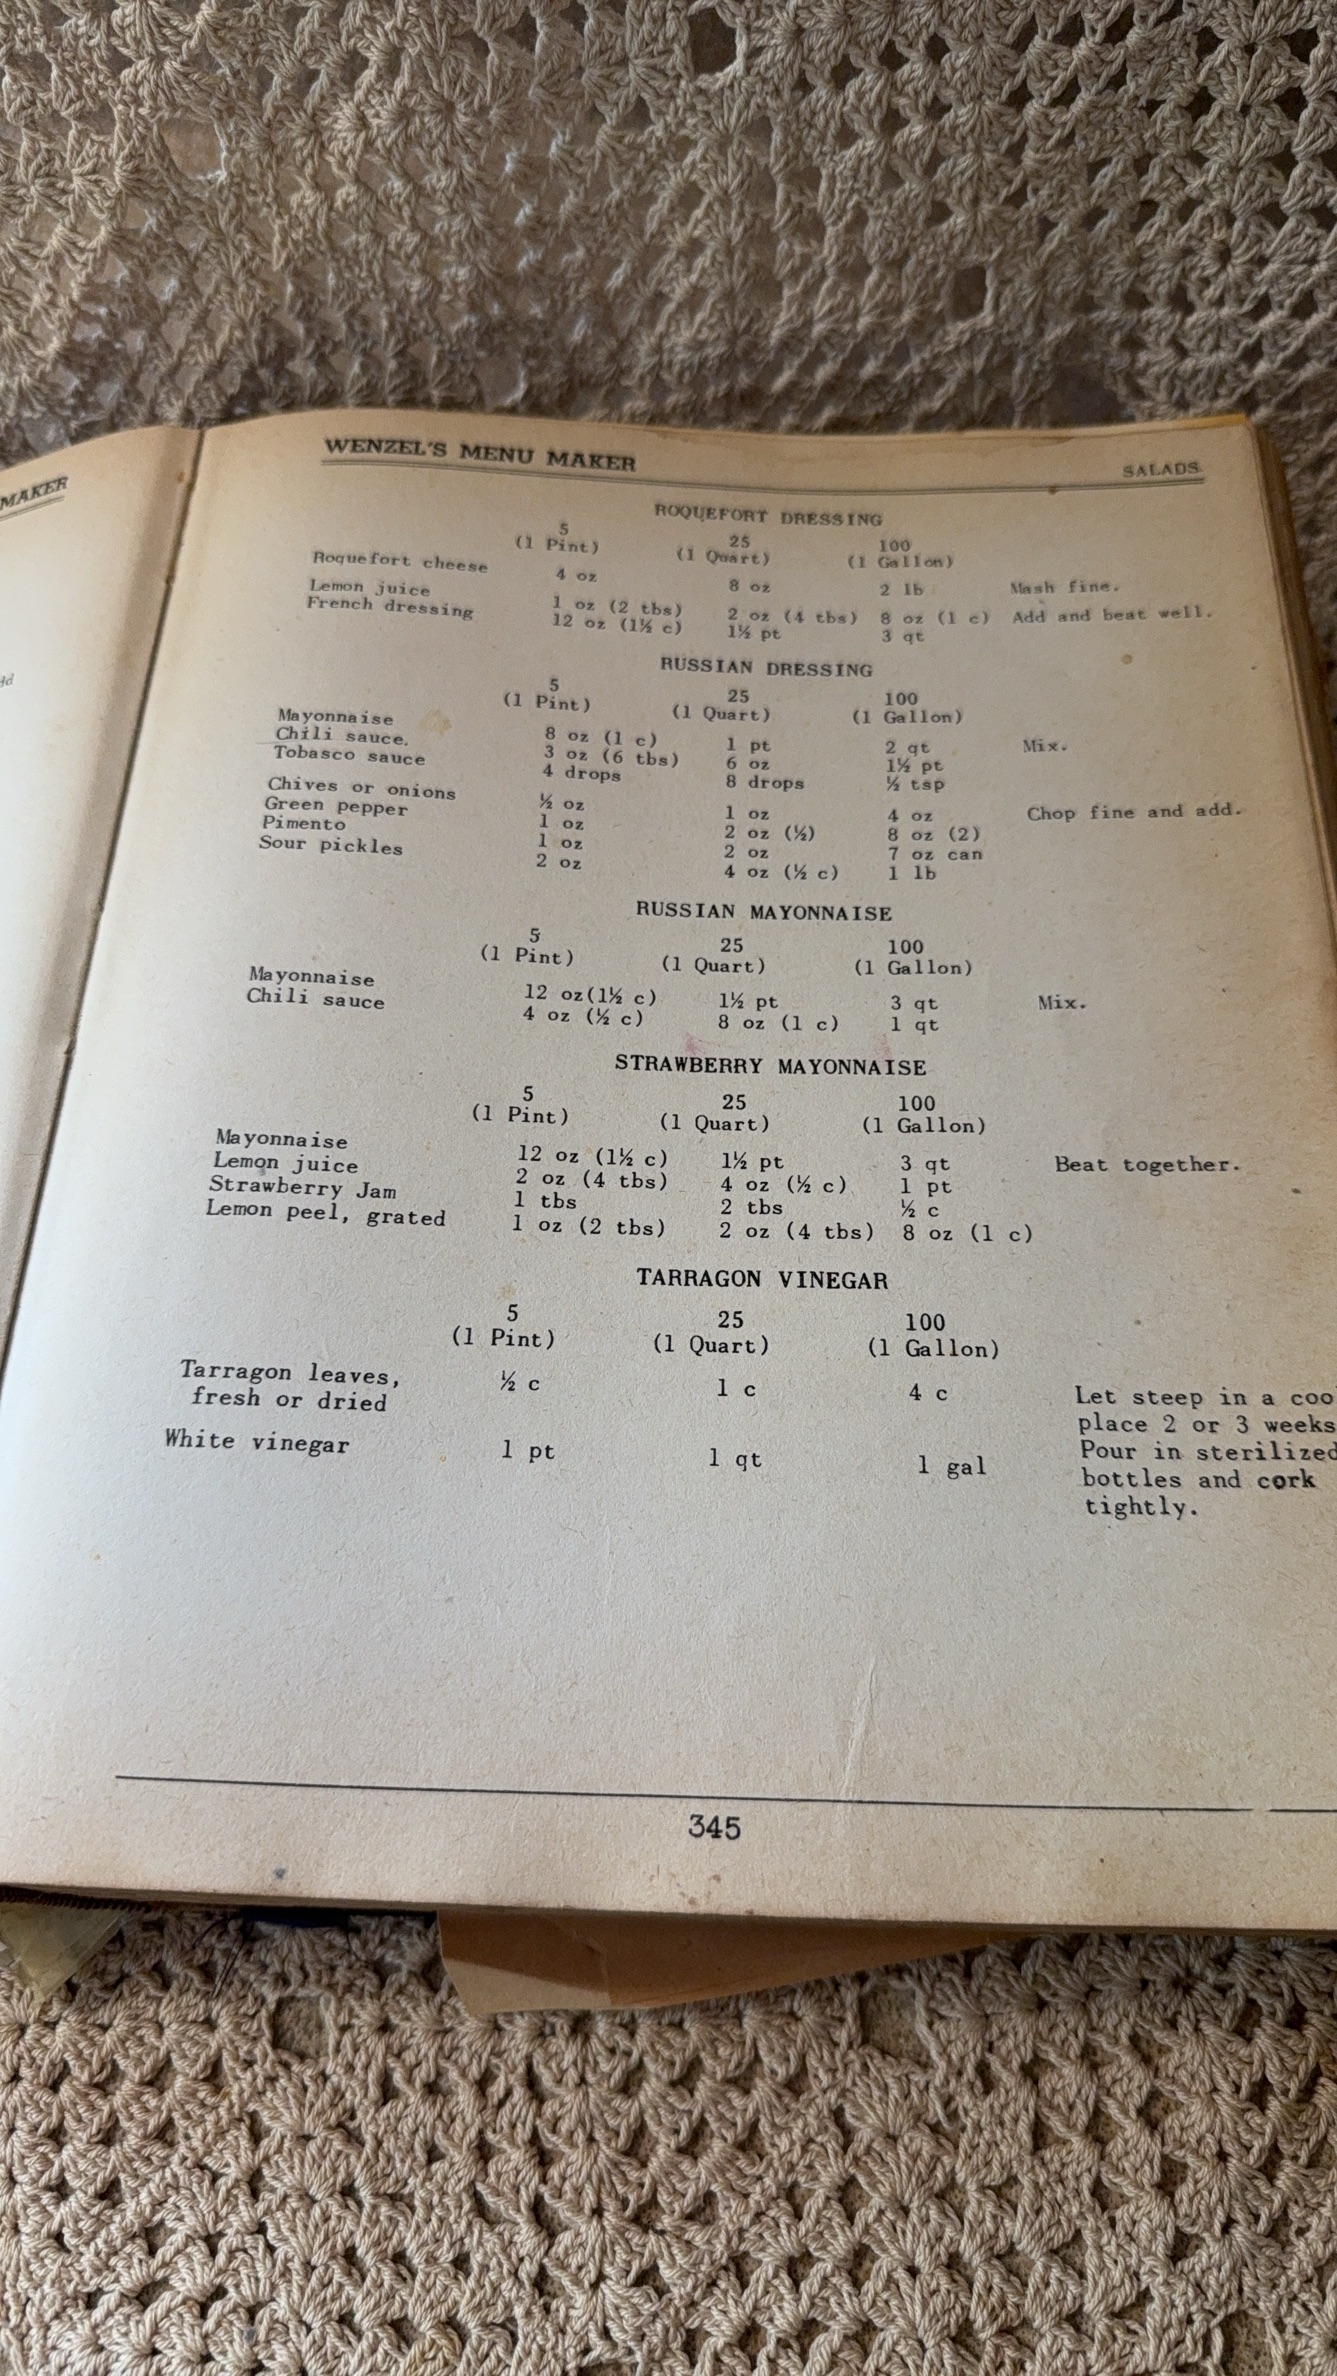 MAKER
WENZEL'S MENU MAKER SALADS
ROQUEFORT DRESSING
5 25 100
(1 Pint) (1 Quart) (1 Gallon)
Roquefort cheese 4 oz 8 oz 2 lb Mash fine.
Lemon juice 1 oz (2 tbs) 2 oz (4 tbs) 8 oz (1 c) Add and beat well.
French dressing 12 oz (1½ c) 1½ pt 3 qt
RUSSIAN DRESSING
5 25 100
(1 Pint) (1 Quart) (1 Gallon)
Mayonnaise 8 oz (1 c) 1 pt 2 qt Mix.
Chili sauce. 3 oz (6 tbs) 6 oz 1½ pt
Tobasco sauce 4 drops 8 drops ½ tsp
Chives or onions ½ oz 1 oz 4 oz Chop fine and add.
Green pepper 1 oz 2 oz (½) 8 oz (2)
Pimento 1 oz 2 oz 7 oz can
Sour pickles 2 oz 4 oz (½ c) 1 lb
RUSSIAN MAYONNAISE
5 25 100
(1 Pint) (1 Quart) (1 Gallon)
Mayonnaise 12 oz(1½ c) 1½ pt 3 qt Mix.
Chili sauce 4 oz (½ c) 8 oz (1 c) 1 qt
STRAWBERRY MAYONNAISE
5 25 100
(1 Pint) (1 Quart) (1 Gallon)
Mayonnaise 12 oz (1½ c) 1½ pt 3 qt Beat together.
Lemon juice 2 oz (4 tbs) 4 oz (½ c) 1 pt
Strawberry Jam 1 tbs 2 tbs ½ c
Lemon peel, grated 1 oz (2 tbs) 2 oz (4 tbs) 8 oz (1 c)
TARRAGON VINEGAR
5 25 100
(1 Pint) (1 Quart) (1 Gallon)
Tarragon leaves, ½ c 1 c 4 c Let steep in a coo
fresh or dried place 2 or 3 weeks
White vinegar 1 pt 1 qt 1 gal Pour in sterilized
bottles and cork
tightly.
345